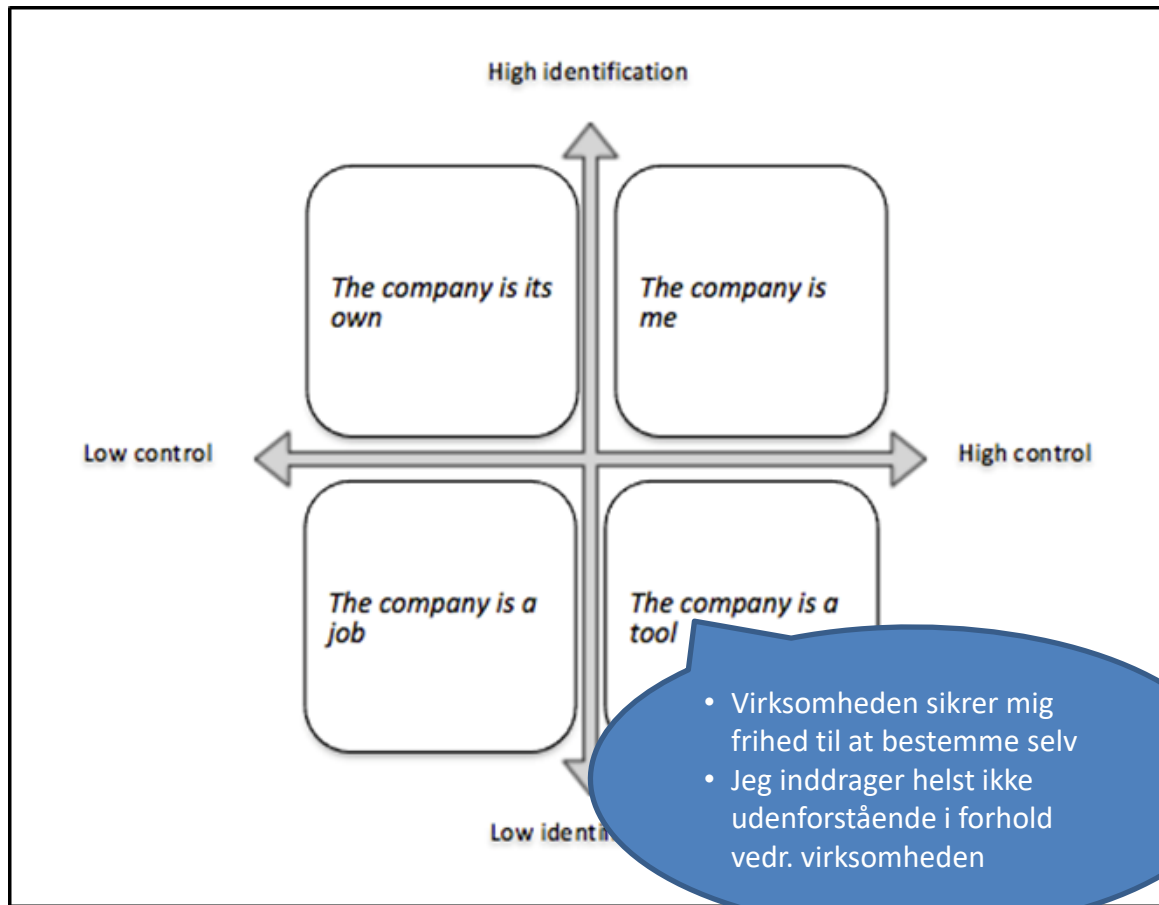 High identification
The company is its
own
The company is
me
Low control
High control
The company is a
job
The company is a
tool
• Virksomheden sikrer mig
frihed til at bestemme selv
• Jeg inddrager helst ikke
udenforstående i forhold
vedr. virksomheden
Low